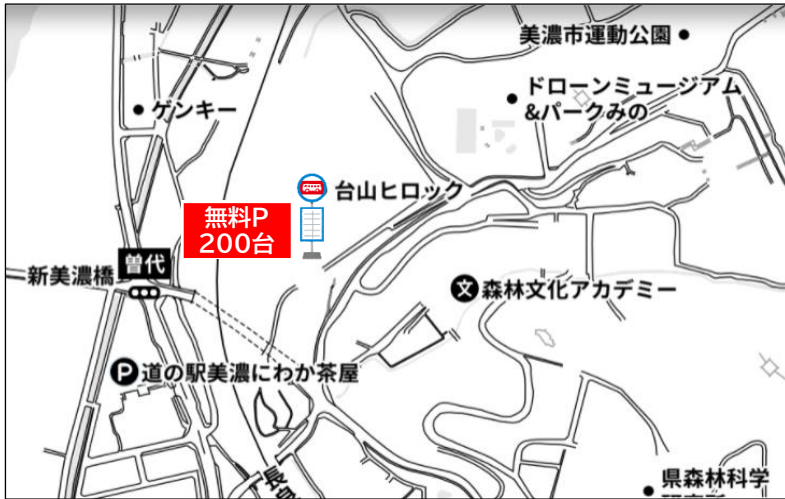 美濃市運動公園
ドローンミュージアム
&パークみの
ゲンキー
台山ヒロック
無料P
200台
曽代
新美濃橋
文 森林文化アカデミー
P 道の駅美濃にわか茶屋
県森林科学
長